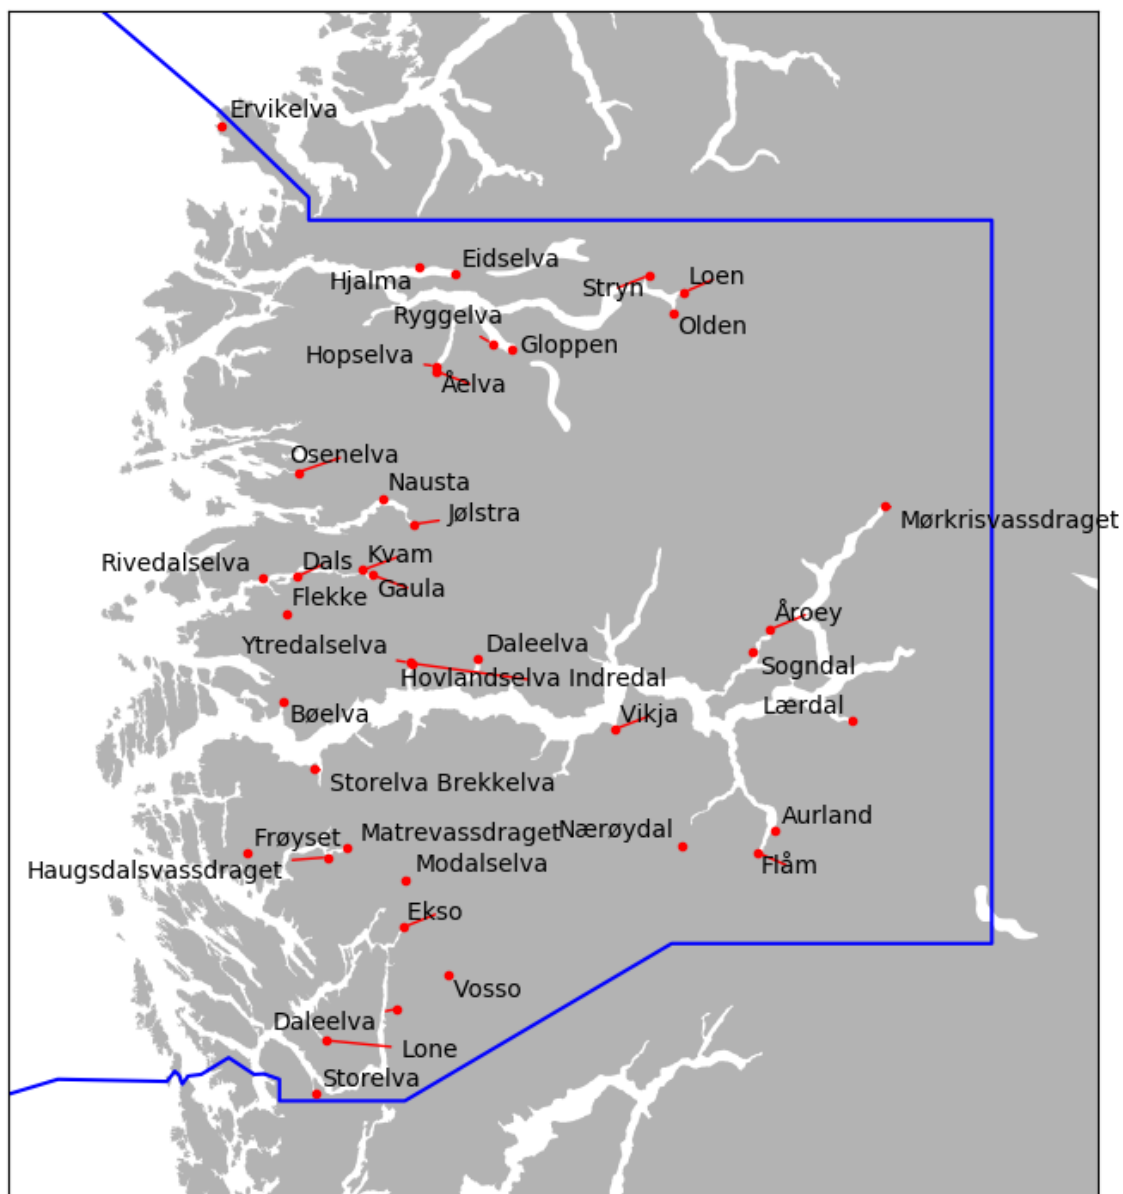 Ervikelva
Eidselva
Hjalma
Loen
Stryn
Ryggelva
Olden
Gloppen
Hopselva
Åelva
Osenelva
Nausta
Jølstra
Mørkrisvassdraget
Rivedalselva
Dals
Kvam
Gaula
Flekke
Åroey
Ytredalselva
Daleelva
Sogndal
Hovlandselva Indredal
Lærdal
Bøelva
Vikja
Storelva Brekkelva
Aurland
Frøyset
Matrevassdraget
Nærøydal
Haugsdalsvassdraget
Modalselva
Flåm
Ekso
Vosso
Daleelva
Lone
Storelva